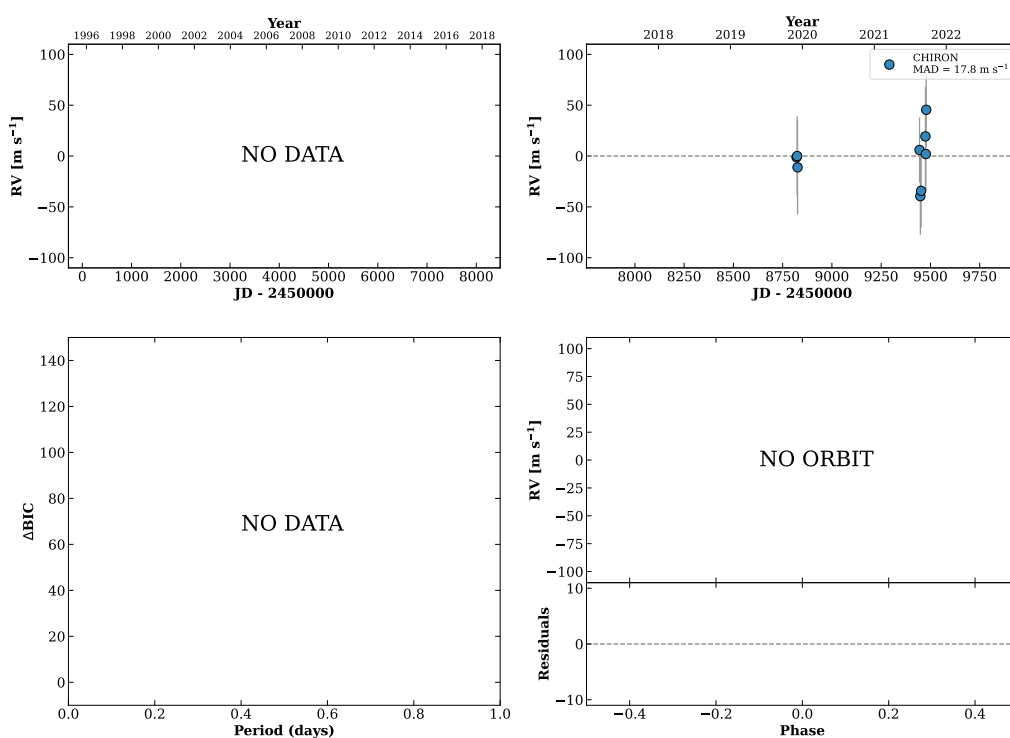 Year
1996 1998 2000 2002 2004 2006 2008 2010 2012 2014 2016 2018
RV [m s⁻¹]
100
50
0
−50
−100
NO DATA
0 1000 2000 3000 4000 5000 6000 7000 8000
JD - 2450000
Year
2018 2019 2020 2021 2022
RV [m s⁻¹]
100
50
0
−50
−100
CHIRON
MAD = 17.8 m s⁻¹
8000 8250 8500 8750 9000 9250 9500 9750
JD - 2450000
ΔBIC
140
120
100
80
60
40
20
0
NO DATA
0.0 0.2 0.4 0.6 0.8 1.0
Period (days)
RV [m s⁻¹]
100
75
50
25
0
−25
−50
−75
−100
NO ORBIT
Residuals
10
0
−10
−0.4 −0.2 0.0 0.2 0.4
Phase